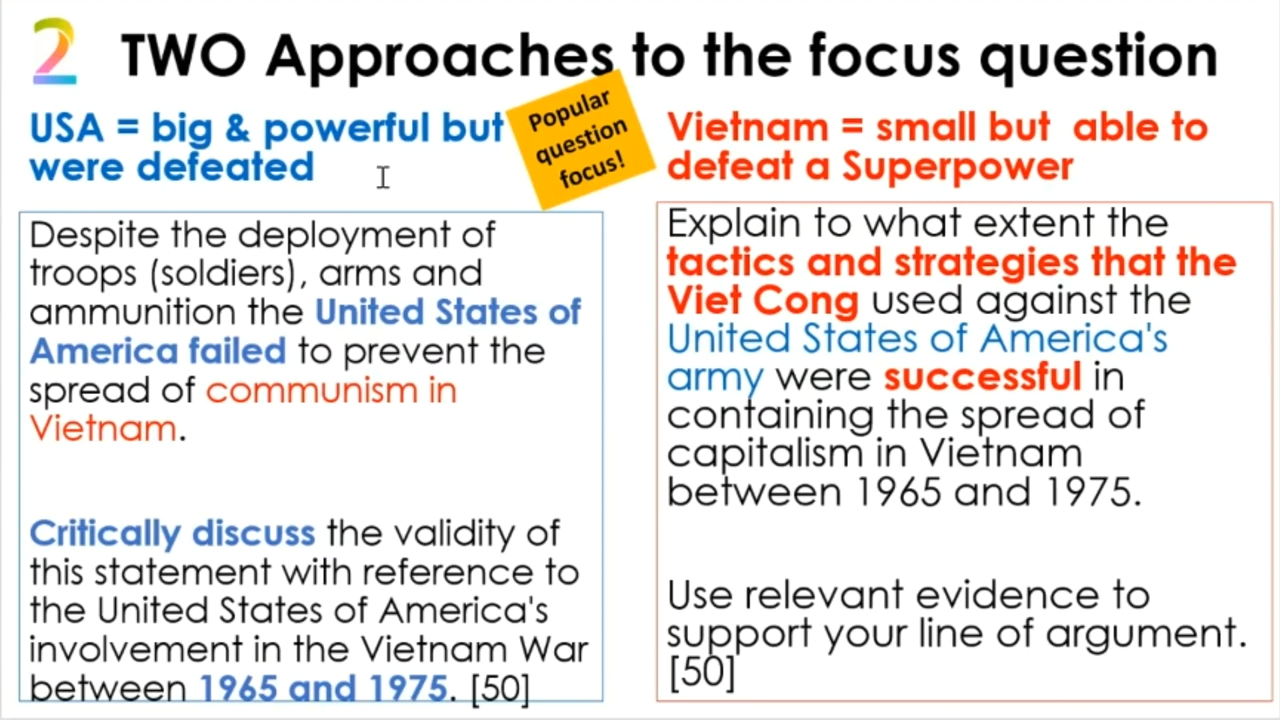 2 TWO Approaches to the focus question
USA = big & powerful but
were defeated
Popular
question
focus!
Vietnam = small but able to
defeat a Superpower
Despite the deployment of
troops (soldiers), arms and
ammunition the United States of
America failed to prevent the
spread of communism in
Vietnam.
Critically discuss the validity of
this statement with reference to
the United States of America's
involvement in the Vietnam War
between 1965 and 1975. [50]
Explain to what extent the
tactics and strategies that the
Viet Cong used against the
United States of America's
army were successful in
containing the spread of
capitalism in Vietnam
between 1965 and 1975.
Use relevant evidence to
support your line of argument.
[50]